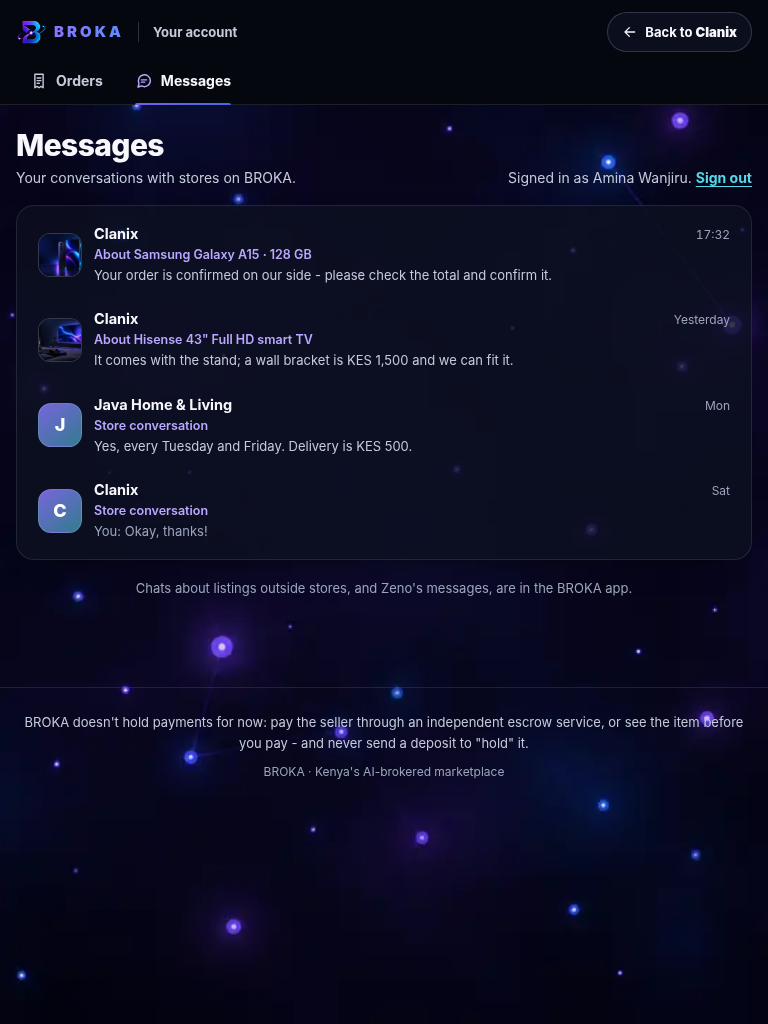 BROKA
Your account
Back to Clanix
Orders
Messages
Messages
Your conversations with stores on BROKA.
Signed in as Amina Wanjiru. Sign out
Clanix
17:32
About Samsung Galaxy A15 · 128 GB
Your order is confirmed on our side - please check the total and confirm it.
Clanix
Yesterday
About Hisense 43" Full HD smart TV
It comes with the stand; a wall bracket is KES 1,500 and we can fit it.
J
Java Home & Living
Mon
Store conversation
Yes, every Tuesday and Friday. Delivery is KES 500.
C
Clanix
Sat
Store conversation
You: Okay, thanks!
Chats about listings outside stores, and Zeno's messages, are in the BROKA app.
BROKA doesn't hold payments for now: pay the seller through an independent escrow service, or see the item before
you pay - and never send a deposit to "hold" it.
BROKA · Kenya's AI-brokered marketplace